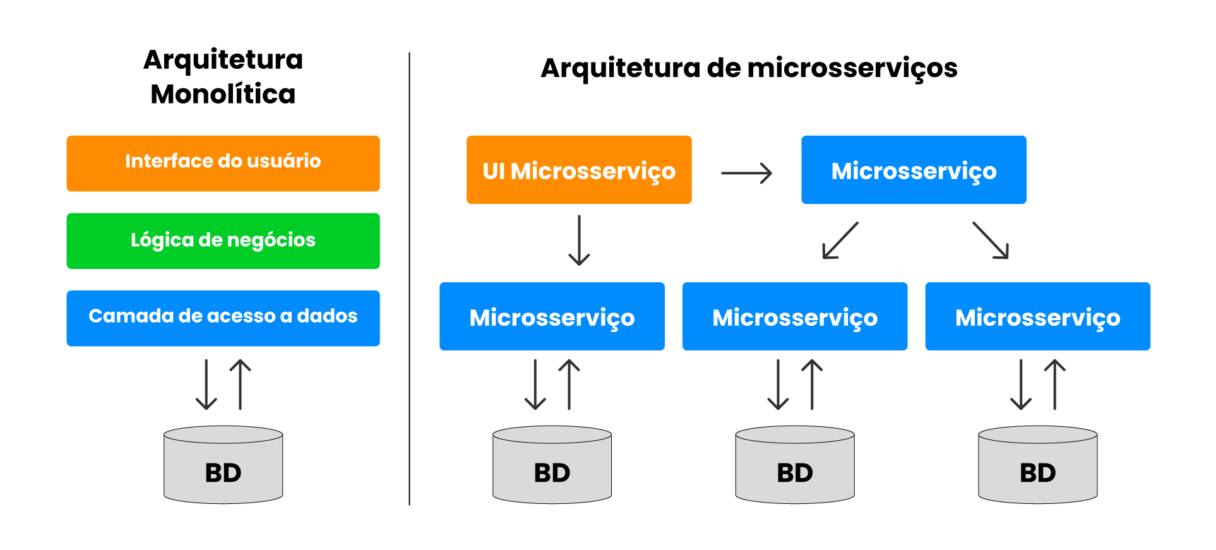 Arquitetura
Monolítica
Interface do usuário
Lógica de negócios
Camada de acesso a dados
BD
Arquitetura de microsserviços
UI Microsserviço
Microsserviço
Microsserviço
Microsserviço
Microsserviço
BD
BD
BD